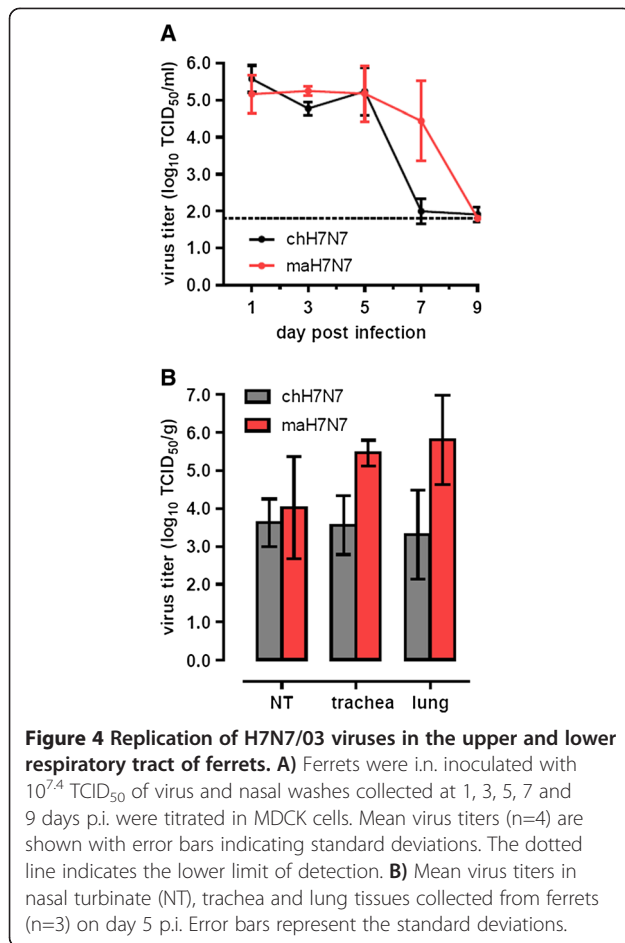 A
virus titer (log10 TCID50/ml)
6.0
5.0
4.0
3.0
2.0
1.0
0.0
chH7N7
maH7N7
1 3 5 7 9
day post infection
B
virus titer (log10 TCID50/g)
7.0
6.0
5.0
4.0
3.0
2.0
1.0
0.0
chH7N7
maH7N7
NT trachea lung
Figure 4 Replication of H7N7/03 viruses in the upper and lower
respiratory tract of ferrets. A) Ferrets were i.n. inoculated with
10^7.4 TCID50 of virus and nasal washes collected at 1, 3, 5, 7 and
9 days p.i. were titrated in MDCK cells. Mean virus titers (n=4) are
shown with error bars indicating standard deviations. The dotted
line indicates the lower limit of detection. B) Mean virus titers in
nasal turbinate (NT), trachea and lung tissues collected from ferrets
(n=3) on day 5 p.i. Error bars represent the standard deviations.